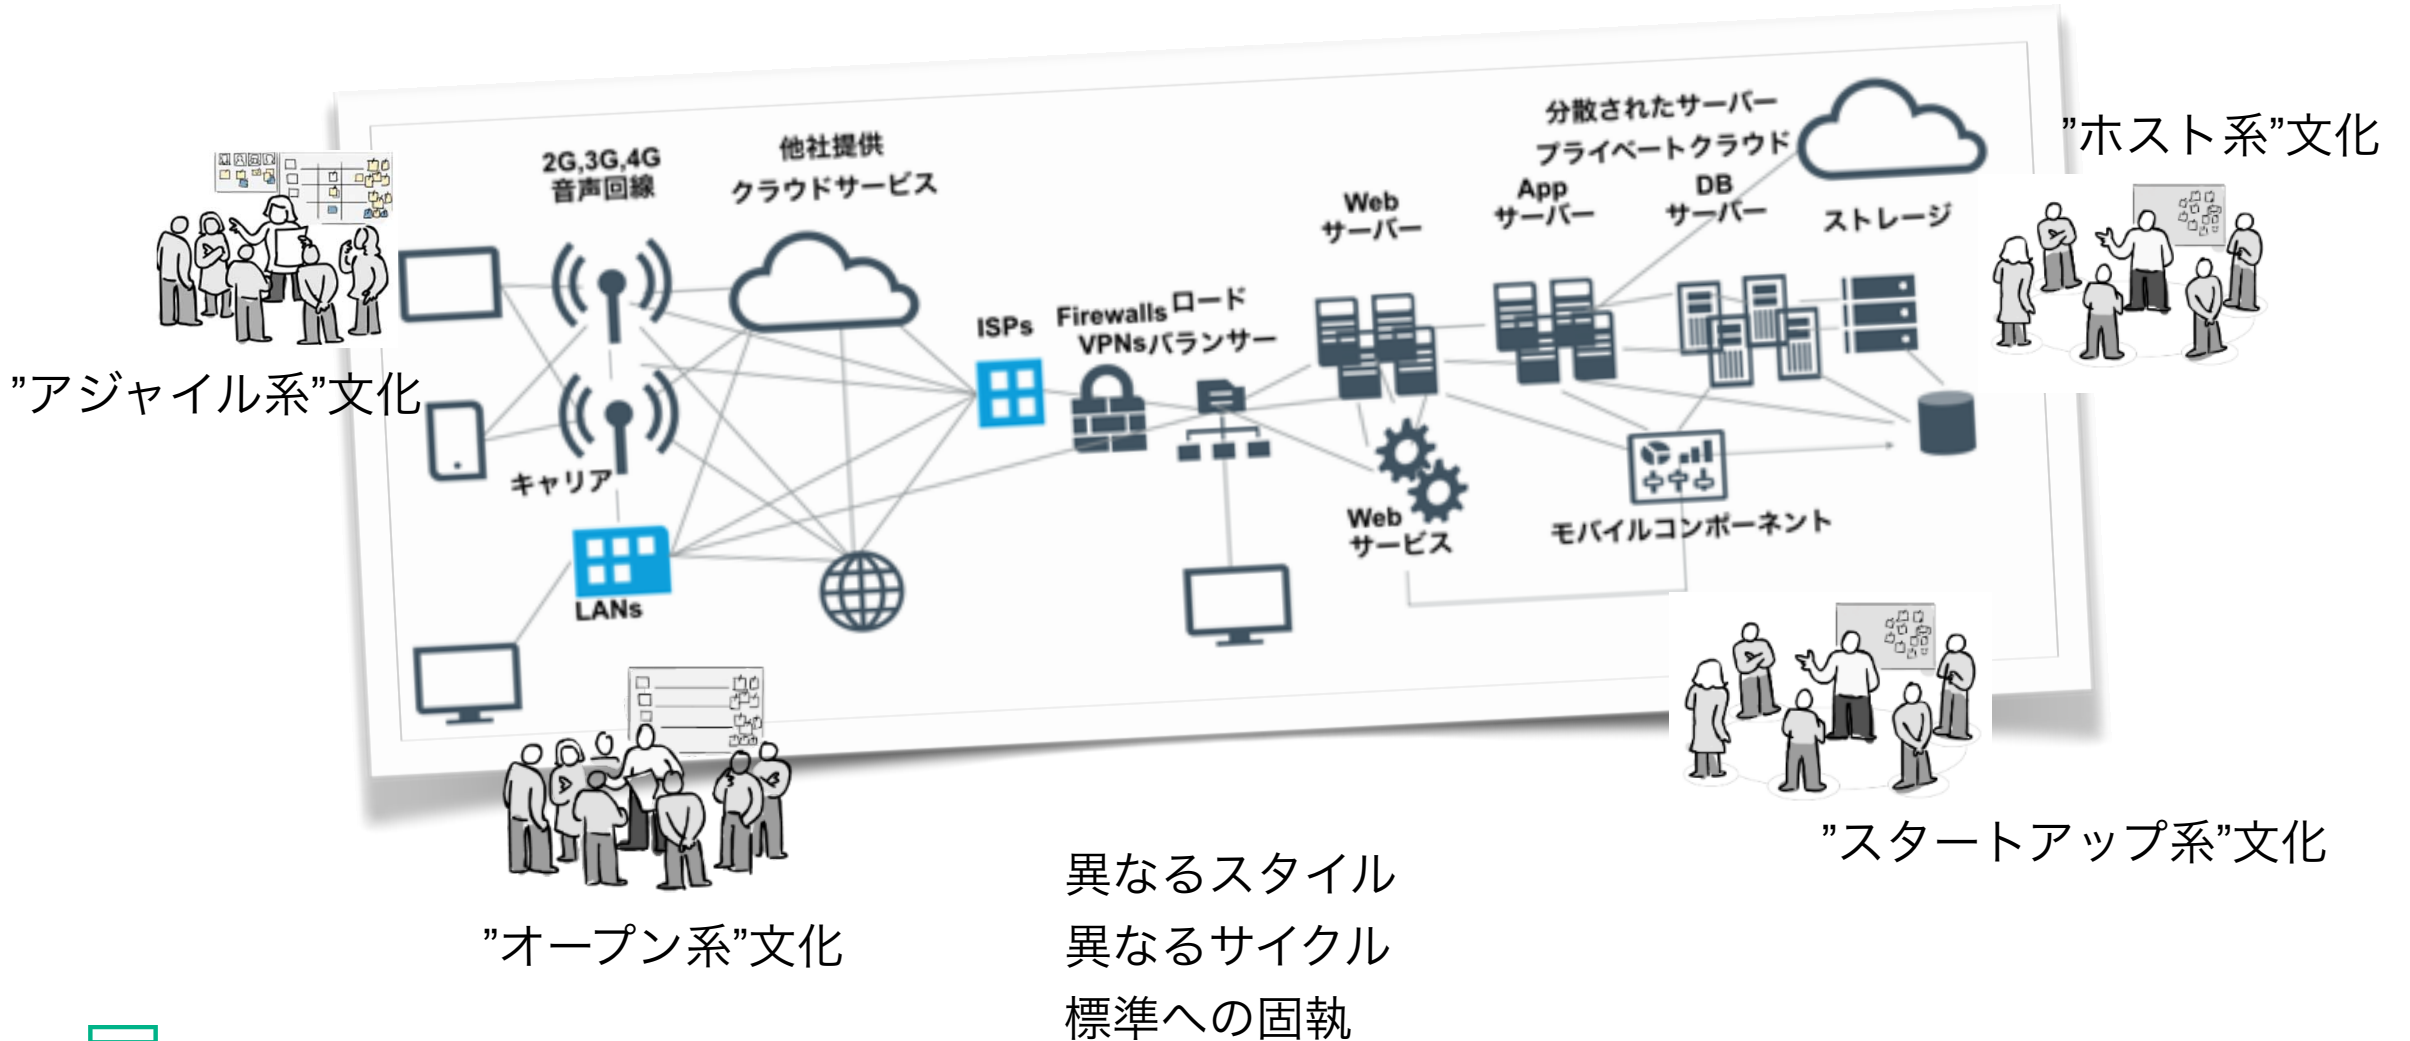 ”アジャイル系”文化
2G,3G,4G
音声回線
他社提供
クラウドサービス
キャリア
LANs
ISPs
Firewalls
VPNs
ロード
バランサー
Web
サーバー
App
サーバー
DB
サーバー
分散されたサーバー
プライベートクラウド
ストレージ
Web
サービス
モバイルコンポーネント
”ホスト系”文化
”オープン系”文化
”スタートアップ系”文化
異なるスタイル
異なるサイクル
標準への固執